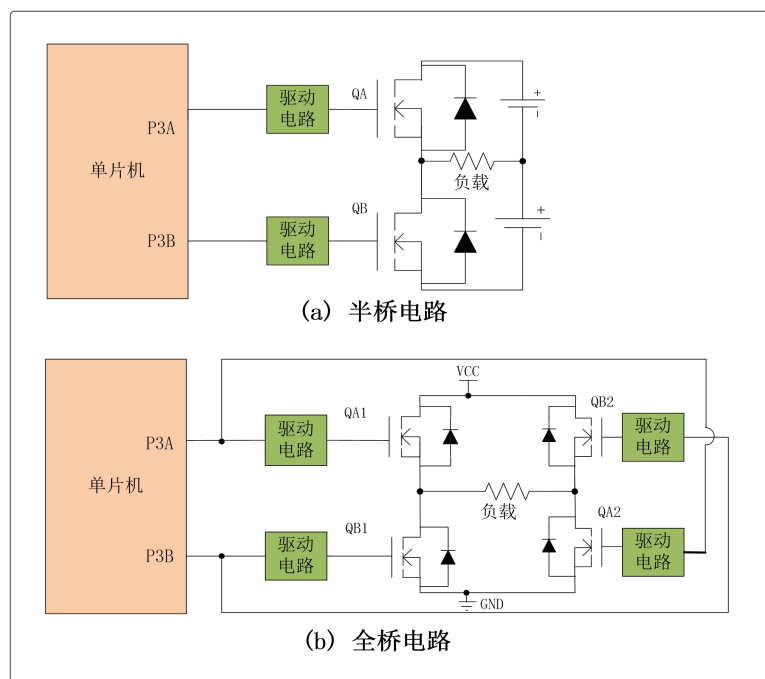 QA
驱动
电路
P3A
单片机
负载
QB
P3B
驱动
电路
(a) 半桥电路
VCC
QA1
QB2
P3A
驱动
电路
驱动
电路
单片机
负载
QB1
QA2
P3B
驱动
电路
驱动
电路
GND
(b) 全桥电路